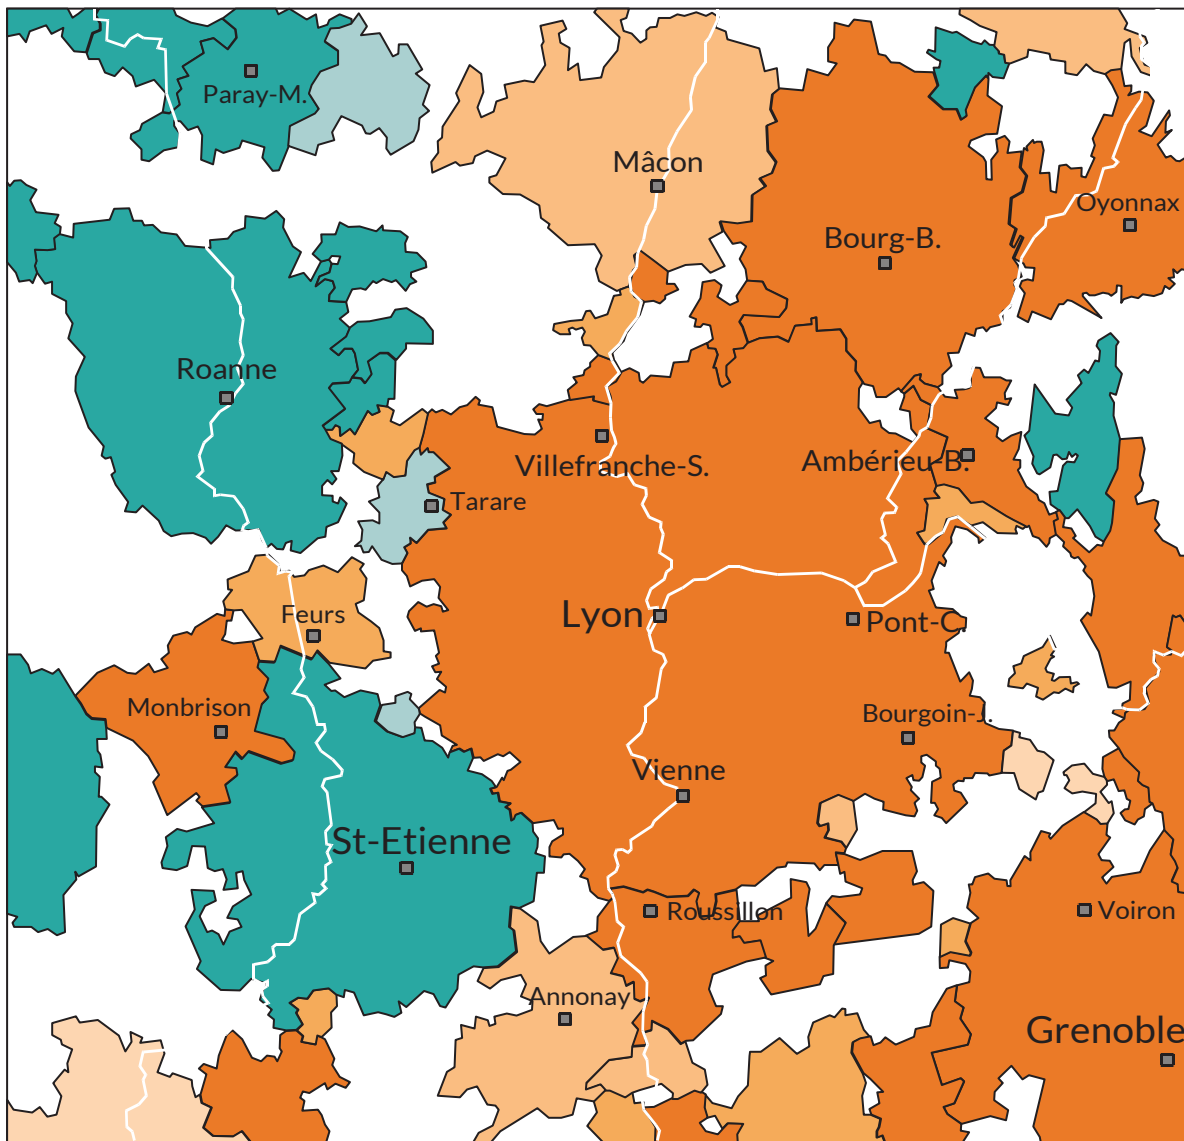 Paray-M.
Mâcon
Oyonnax
Bourg-B.
Roanne
Villefranche-S.
Ambérieu-B.
Tarare
Feurs
Lyon
Pont-C.
Monbrison
Bourgoin-J.
Vienne
St-Etienne
Roussillon
Voiron
Annonay
Grenoble